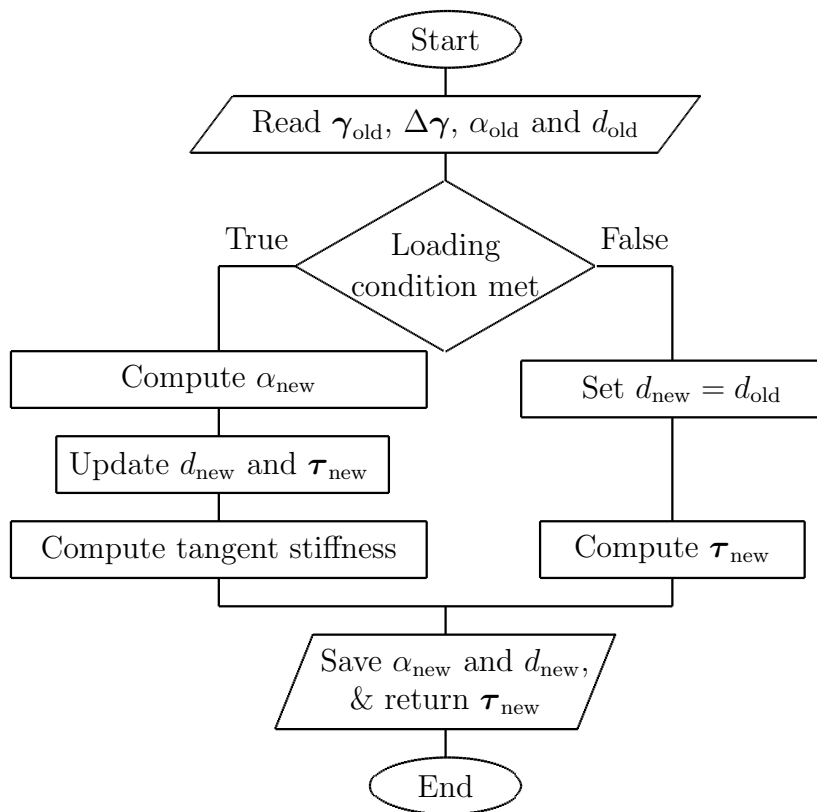 Start
Read γ_old, Δγ, α_old and d_old
True
False
Loading
condition met
Compute α_new
Set d_new = d_old
Update d_new and τ_new
Compute tangent stiffness
Compute τ_new
Save α_new and d_new,
& return τ_new
End